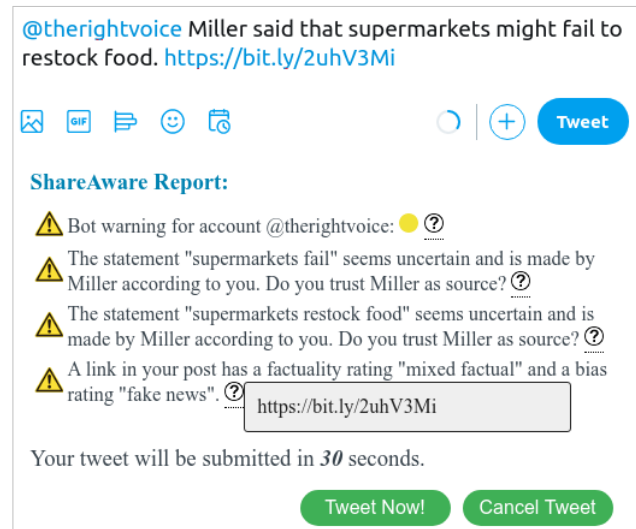 @therightvoice Miller said that supermarkets might fail to
restock food. https://bit.ly/2uhV3Mi
GIF
Tweet
ShareAware Report:
Bot warning for account @therightvoice: ?
The statement "supermarkets fail" seems uncertain and is made by
Miller according to you. Do you trust Miller as source? ?
The statement "supermarkets restock food" seems uncertain and is
made by Miller according to you. Do you trust Miller as source? ?
A link in your post has a factuality rating "mixed factual" and a bias
rating "fake news". ?
https://bit.ly/2uhV3Mi
Your tweet will be submitted in 30 seconds.
Tweet Now! Cancel Tweet